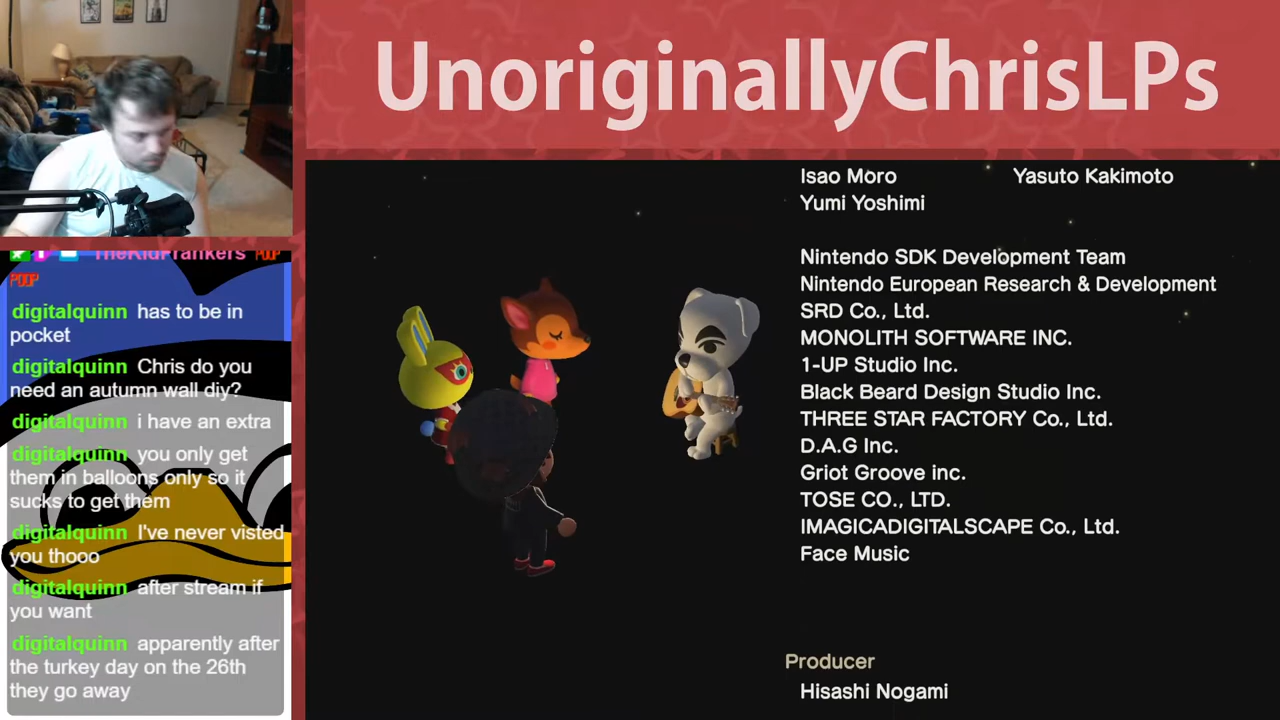 UnoriginallyChrisLPs
Isao Moro
Yasuto Kakimoto
Yumi Yoshimi
Nintendo SDK Development Team
Nintendo European Research & Development
SRD Co., Ltd.
MONOLITH SOFTWARE INC.
1-UP Studio Inc.
Black Beard Design Studio Inc.
THREE STAR FACTORY Co., Ltd.
D.A.G Inc.
Griot Groove inc.
TOSE CO., LTD.
IMAGICADIGITALSCAPE Co., Ltd.
Face Music
Producer
Hisashi Nogami
TheKidFrankers POOP
POOP
digitalquinn has to be in
pocket
digitalquinn Chris do you
need an autumn wall diy?
digitalquinn i have an extra
digitalquinn you only get
them in balloons only so it
sucks to get them
digitalquinn I've never visted
you thooo
digitalquinn after stream if
you want
digitalquinn apparently after
the turkey day on the 26th
they go away